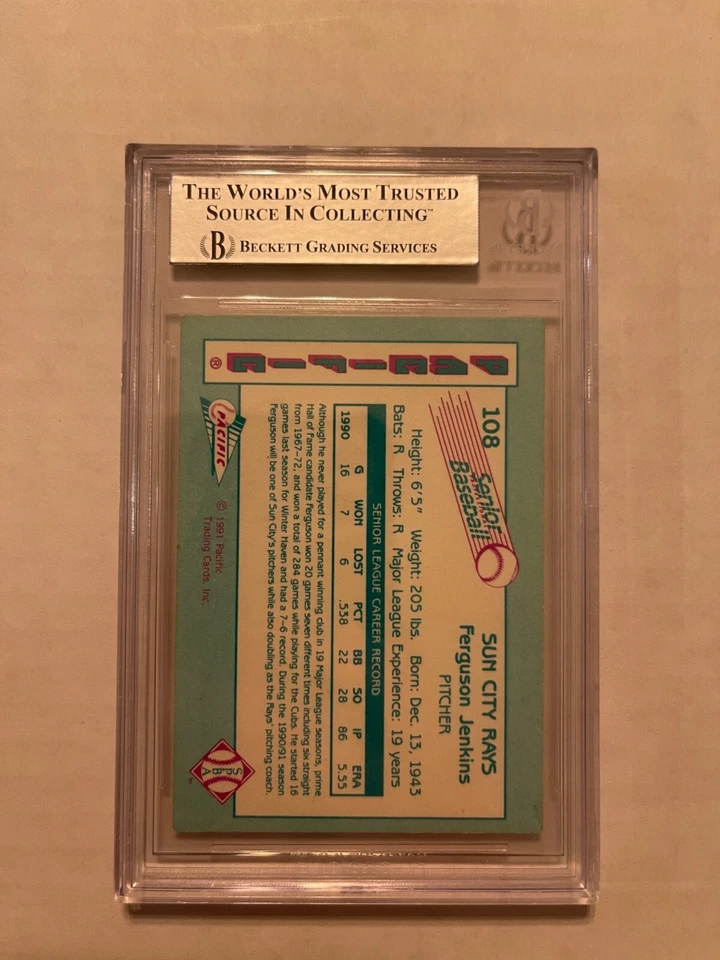 THE WORLD'S MOST TRUSTED
SOURCE IN COLLECTING™
B BECKETT GRADING SERVICES
PACIFIC®
108
Senior
Baseball
SUN CITY RAYS
Ferguson Jenkins
PITCHER
Height: 6'5" Weight: 205 lbs. Born: Dec. 13, 1943
Bats: R Throws: R Major League Experience: 19 years
SENIOR LEAGUE CAREER RECORD
G WON LOST PCT BB SO IP ERA
1990 16 7 6 .538 22 28 86 5.55
Although he never played for a pennant winning club in 19 Major League seasons, prime
Hall of Fame candidate Ferguson won 20 games seven different times including six straight
from 1967–72, and won a total of 284 games while playing for the Cubs. He started 16
games last season for Winter Haven and had a 7–6 record. During the 1990/91 season
Ferguson will be one of Sun City's pitchers while also doubling as the Rays' pitching coach.
PACIFIC
© 1991 Pacific
Trading Cards, Inc.
SpbA